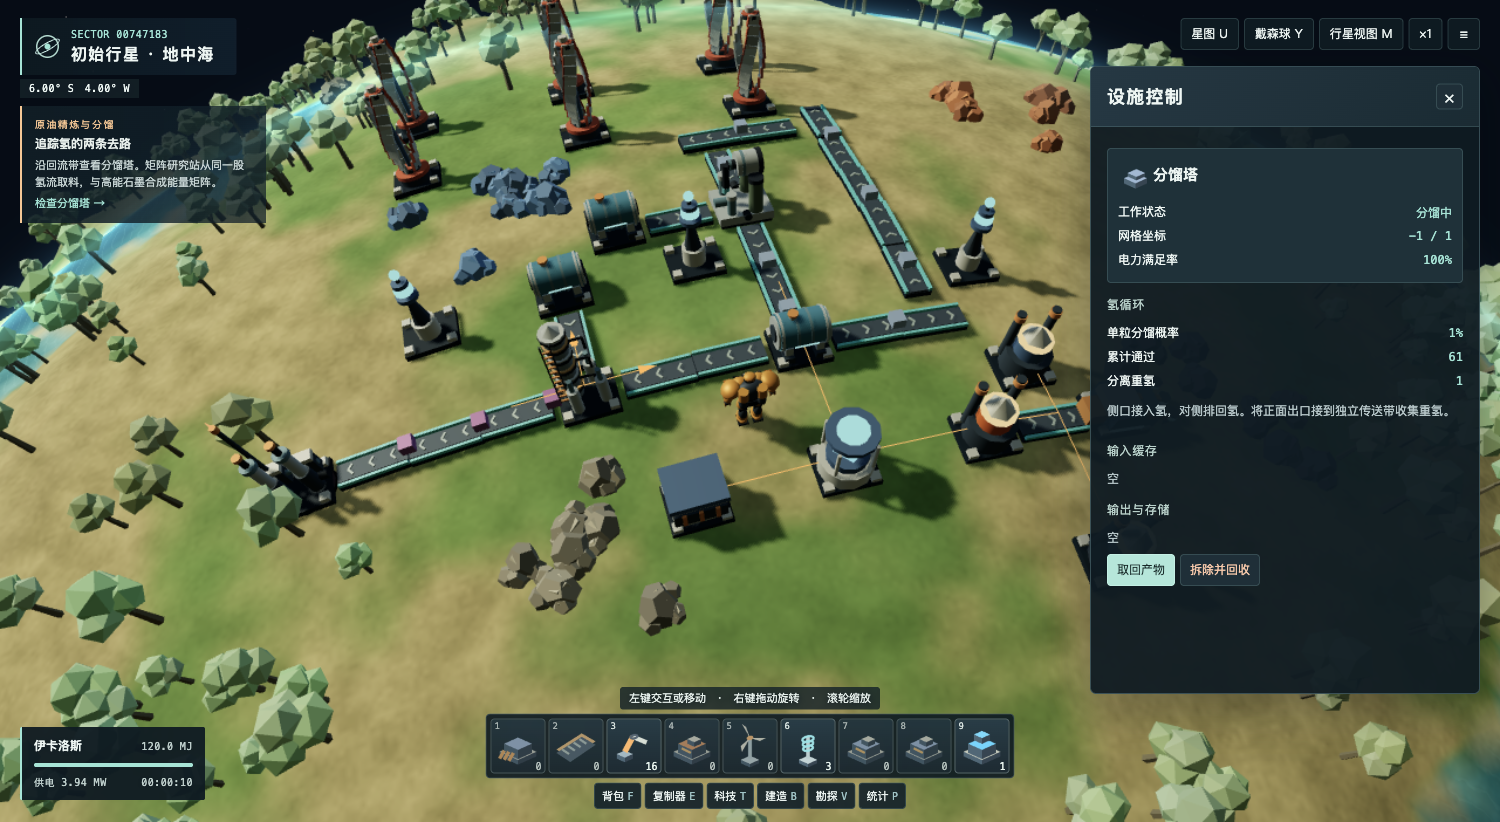 SECTOR 00747183
初始行星 · 地中海
6.00° S 4.00° W
原油精炼与分馏
追踪氢的两条去路
沿回流带查看分馏塔。矩阵研究站从同一股
氢流取料，与高能石墨合成能量矩阵。
检查分馏塔 →
星图 U
戴森球 Y
行星视图 M
×1
≡
设施控制
×
分馏塔
工作状态 分馏中
网格坐标 −1 / 1
电力满足率 100%
氢循环
单粒分馏概率 1%
累计通过 61
分离重氢 1
侧口接入氢，对侧排回氢。将正面出口接到独立传送带收集重氢。
输入缓存
空
输出与存储
空
取回产物 拆除并回收
左键交互或移动 · 右键拖动旋转 · 滚轮缩放
1 0
2 0
3 16
4 0
5 0
6 3
7 0
8 0
9 1
背包 F
复制器 E
科技 T
建造 B
勘探 V
统计 P
伊卡洛斯 120.0 MJ
供电 3.94 MW 00:00:10